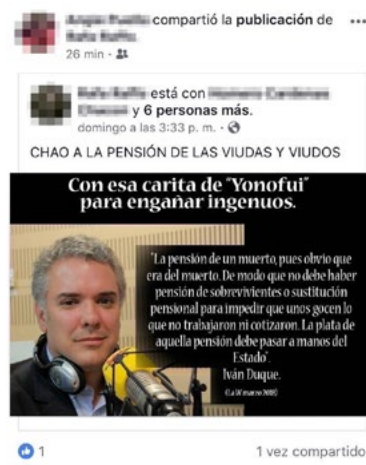 compartió la publicación de
26 min
está con
y 6 personas más.
domingo a las 3:33 p. m.
CHAO A LA PENSIÓN DE LAS VIUDAS Y VIUDOS
Con esa carita de "Yonofui"
para engañar ingenuos.
"La pensión de un muerto, pues obvio que
era del muerto. De modo que no debe haber
pensión de sobrevivientes o sustitución
pensional para impedir que unos gocen lo
que no trabajaron ni cotizaron. La plata de
aquella pensión debe pasar a manos del
Estado".
Iván Duque.
1
1 vez compartido